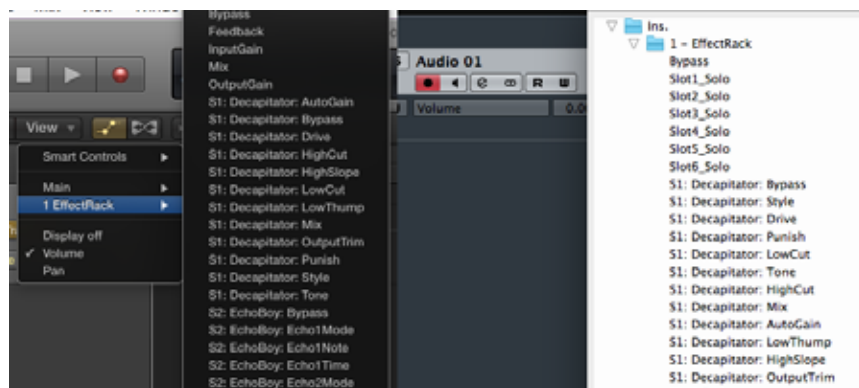 View
Smart Controls
Main
1 EffectRack
Display off
✓ Volume
Pan
Bypass
Feedback
InputGain
Mix
OutputGain
S1: Decapitator: AutoGain
S1: Decapitator: Bypass
S1: Decapitator: Drive
S1: Decapitator: HighCut
S1: Decapitator: HighSlope
S1: Decapitator: LowCut
S1: Decapitator: LowThump
S1: Decapitator: Mix
S1: Decapitator: OutputTrim
S1: Decapitator: Punish
S1: Decapitator: Style
S1: Decapitator: Tone
S2: EchoBoy: Bypass
S2: EchoBoy: Echo1Mode
S2: EchoBoy: Echo1Note
S2: EchoBoy: Echo1Time
S2: EchoBoy: Echo2Mode
Audio 01
R
Volume
Ins.
1 - EffectRack
Bypass
Slot1_Solo
Slot2_Solo
Slot3_Solo
Slot4_Solo
Slot5_Solo
Slot6_Solo
S1: Decapitator: Bypass
S1: Decapitator: Style
S1: Decapitator: Drive
S1: Decapitator: Punish
S1: Decapitator: LowCut
S1: Decapitator: Tone
S1: Decapitator: HighCut
S1: Decapitator: Mix
S1: Decapitator: AutoGain
S1: Decapitator: LowThump
S1: Decapitator: HighSlope
S1: Decapitator: OutputTrim